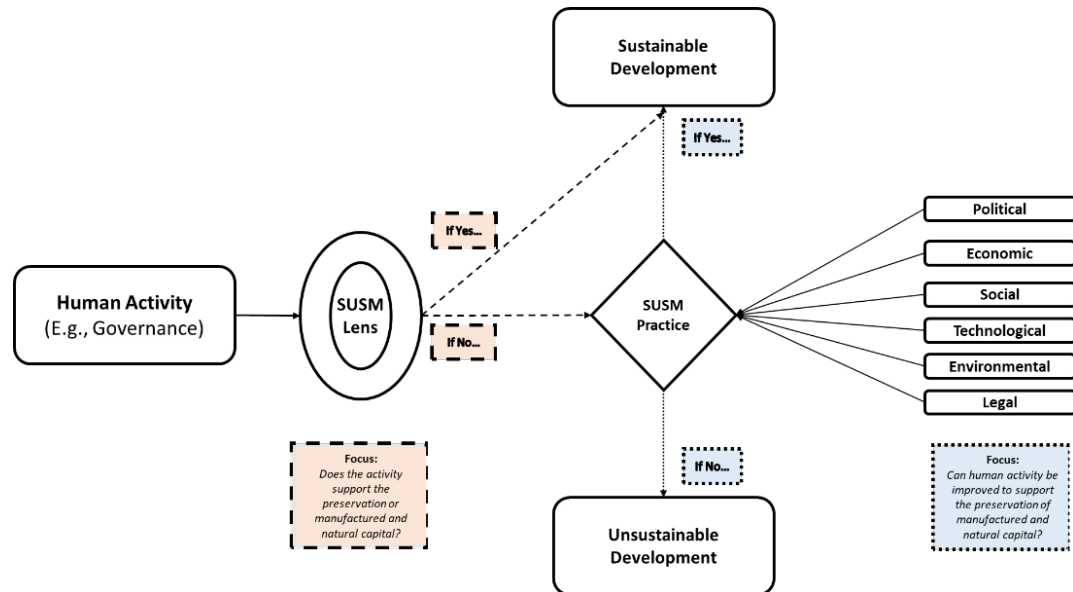 Sustainable
Development
If Yes...
Political
If Yes...
Economic
Human Activity
(E.g., Governance)
SUSM
Lens
SUSM
Practice
Social
If No...
Technological
Environmental
Legal
Focus:
Does the activity
support the
preservation or
manufactured and
natural capital?
If No...
Focus:
Can human activity be
improved to support
the preservation of
manufactured and
natural capital?
Unsustainable
Development